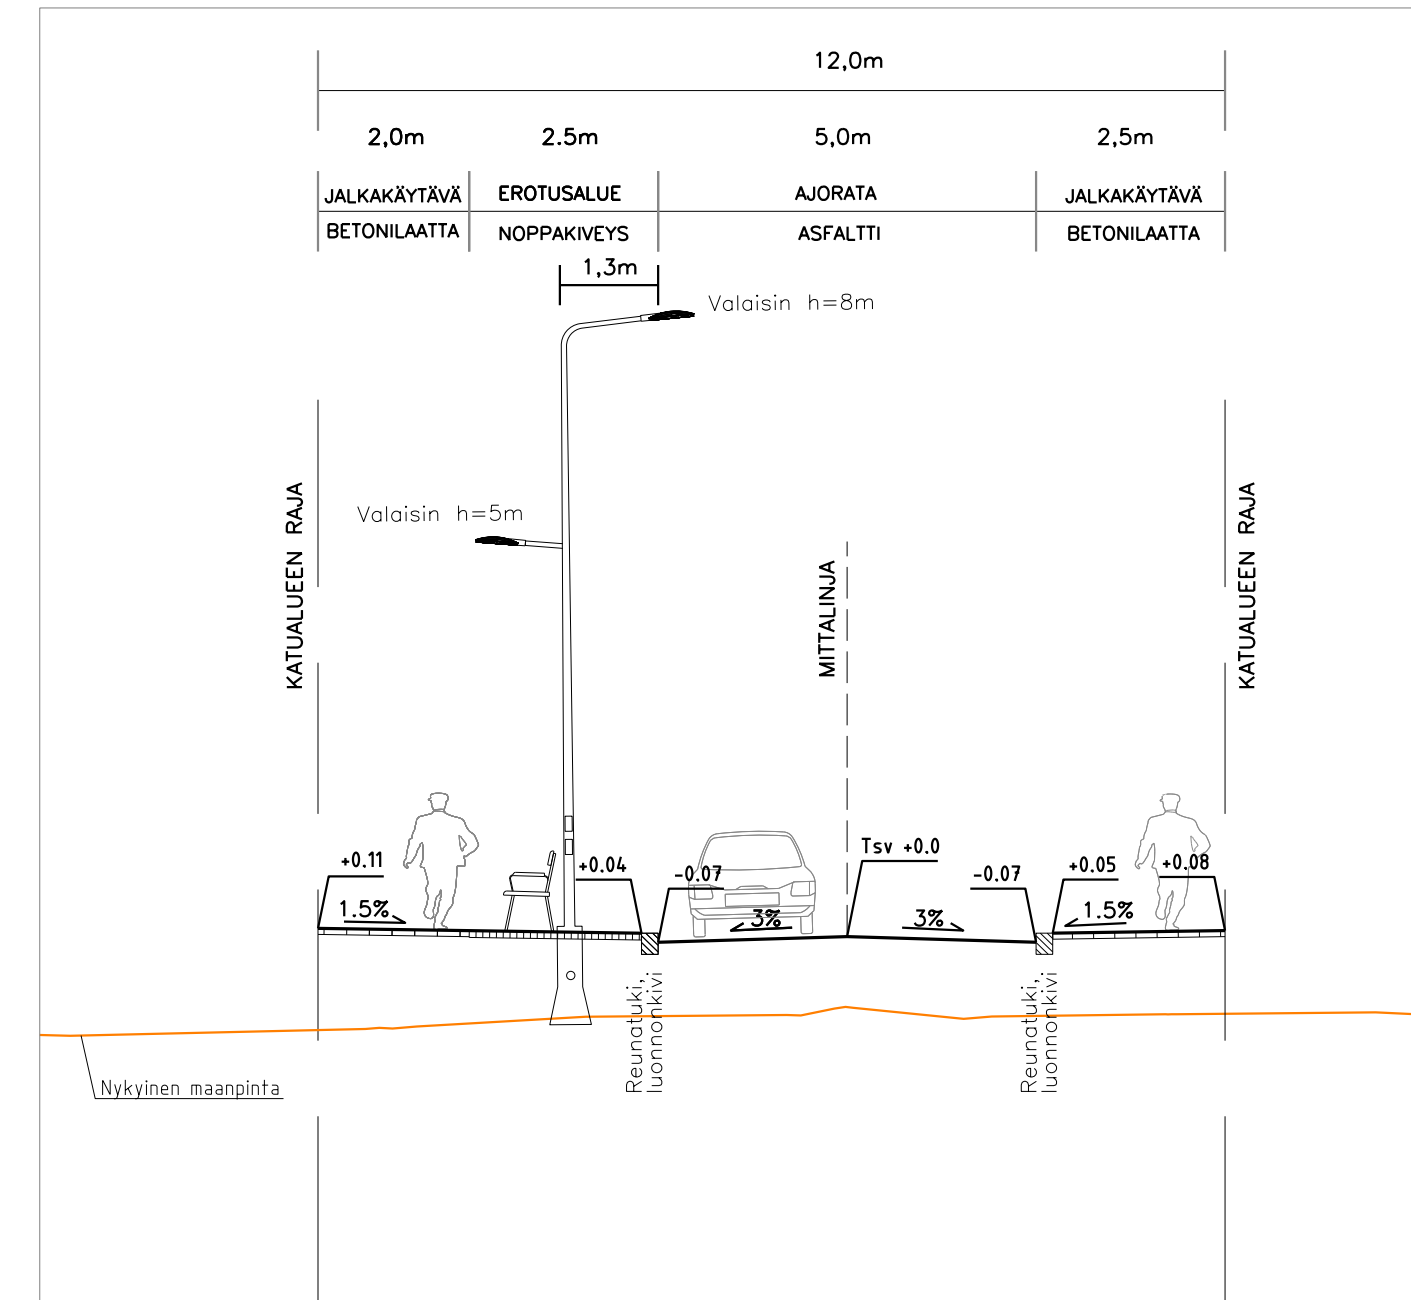 12,0m
2,0m 2.5m 5,0m 2,5m
JALKAKÄYTÄVÄ EROTUSALUE AJORATA JALKAKÄYTÄVÄ
BETONILAATTA NOPPAKIVEYS ASFALTTI BETONILAATTA
1,3m
Valaisin h=8m
Valaisin h=5m
KATUALUEEN RAJA
MITTALINJA
KATUALUEEN RAJA
+0.11 +0.04 -0.07 Tsv +0.0 -0.07 +0.05 +0.08
1.5% 3% 3% 1.5%
Reunatuki,
luonnonkivi
Reunatuki,
luonnonkivi
Nykyinen maanpinta